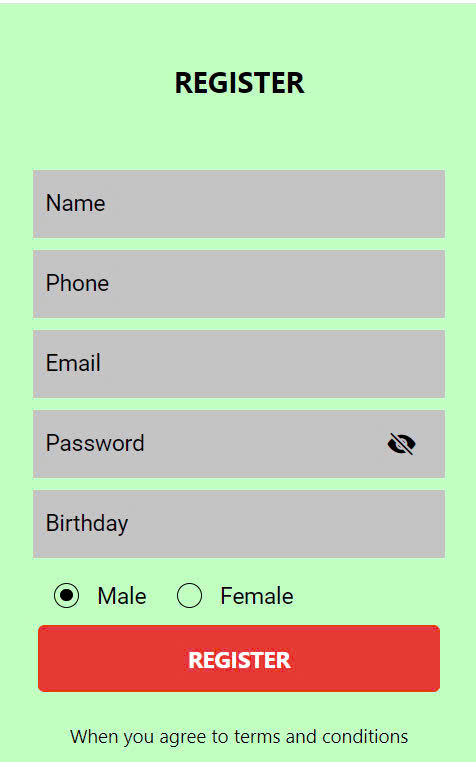 REGISTER
Name
Phone
Email
Password
Birthday
Male Female
REGISTER
When you agree to terms and conditions